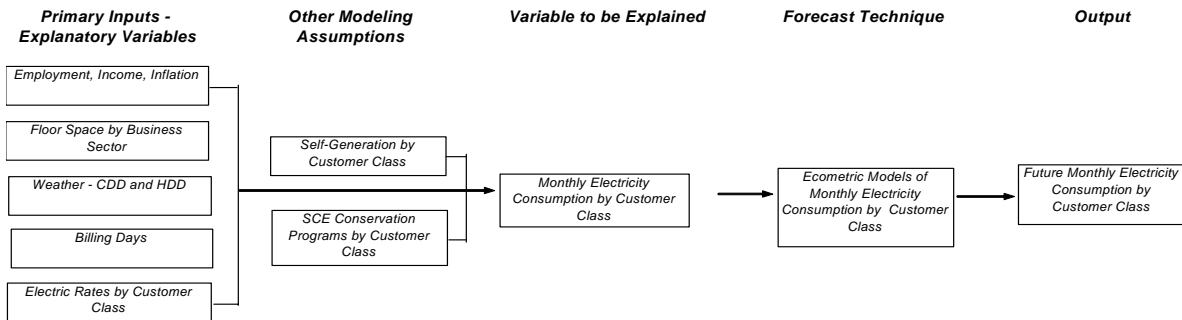 Primary Inputs -
Explanatory Variables
Other Modeling
Assumptions
Variable to be Explained
Forecast Technique
Output
Employment, Income, Inflation
Floor Space by Business
Sector
Weather - CDD and HDD
Billing Days
Electric Rates by Customer
Class
Self-Generation by
Customer Class
SCE Conservation
Programs by Customer
Class
Monthly Electricity
Consumption by Customer
Class
Ecometric Models of
Monthly Electricity
Consumption by Customer
Class
Future Monthly Electricity
Consumption by
Customer Class